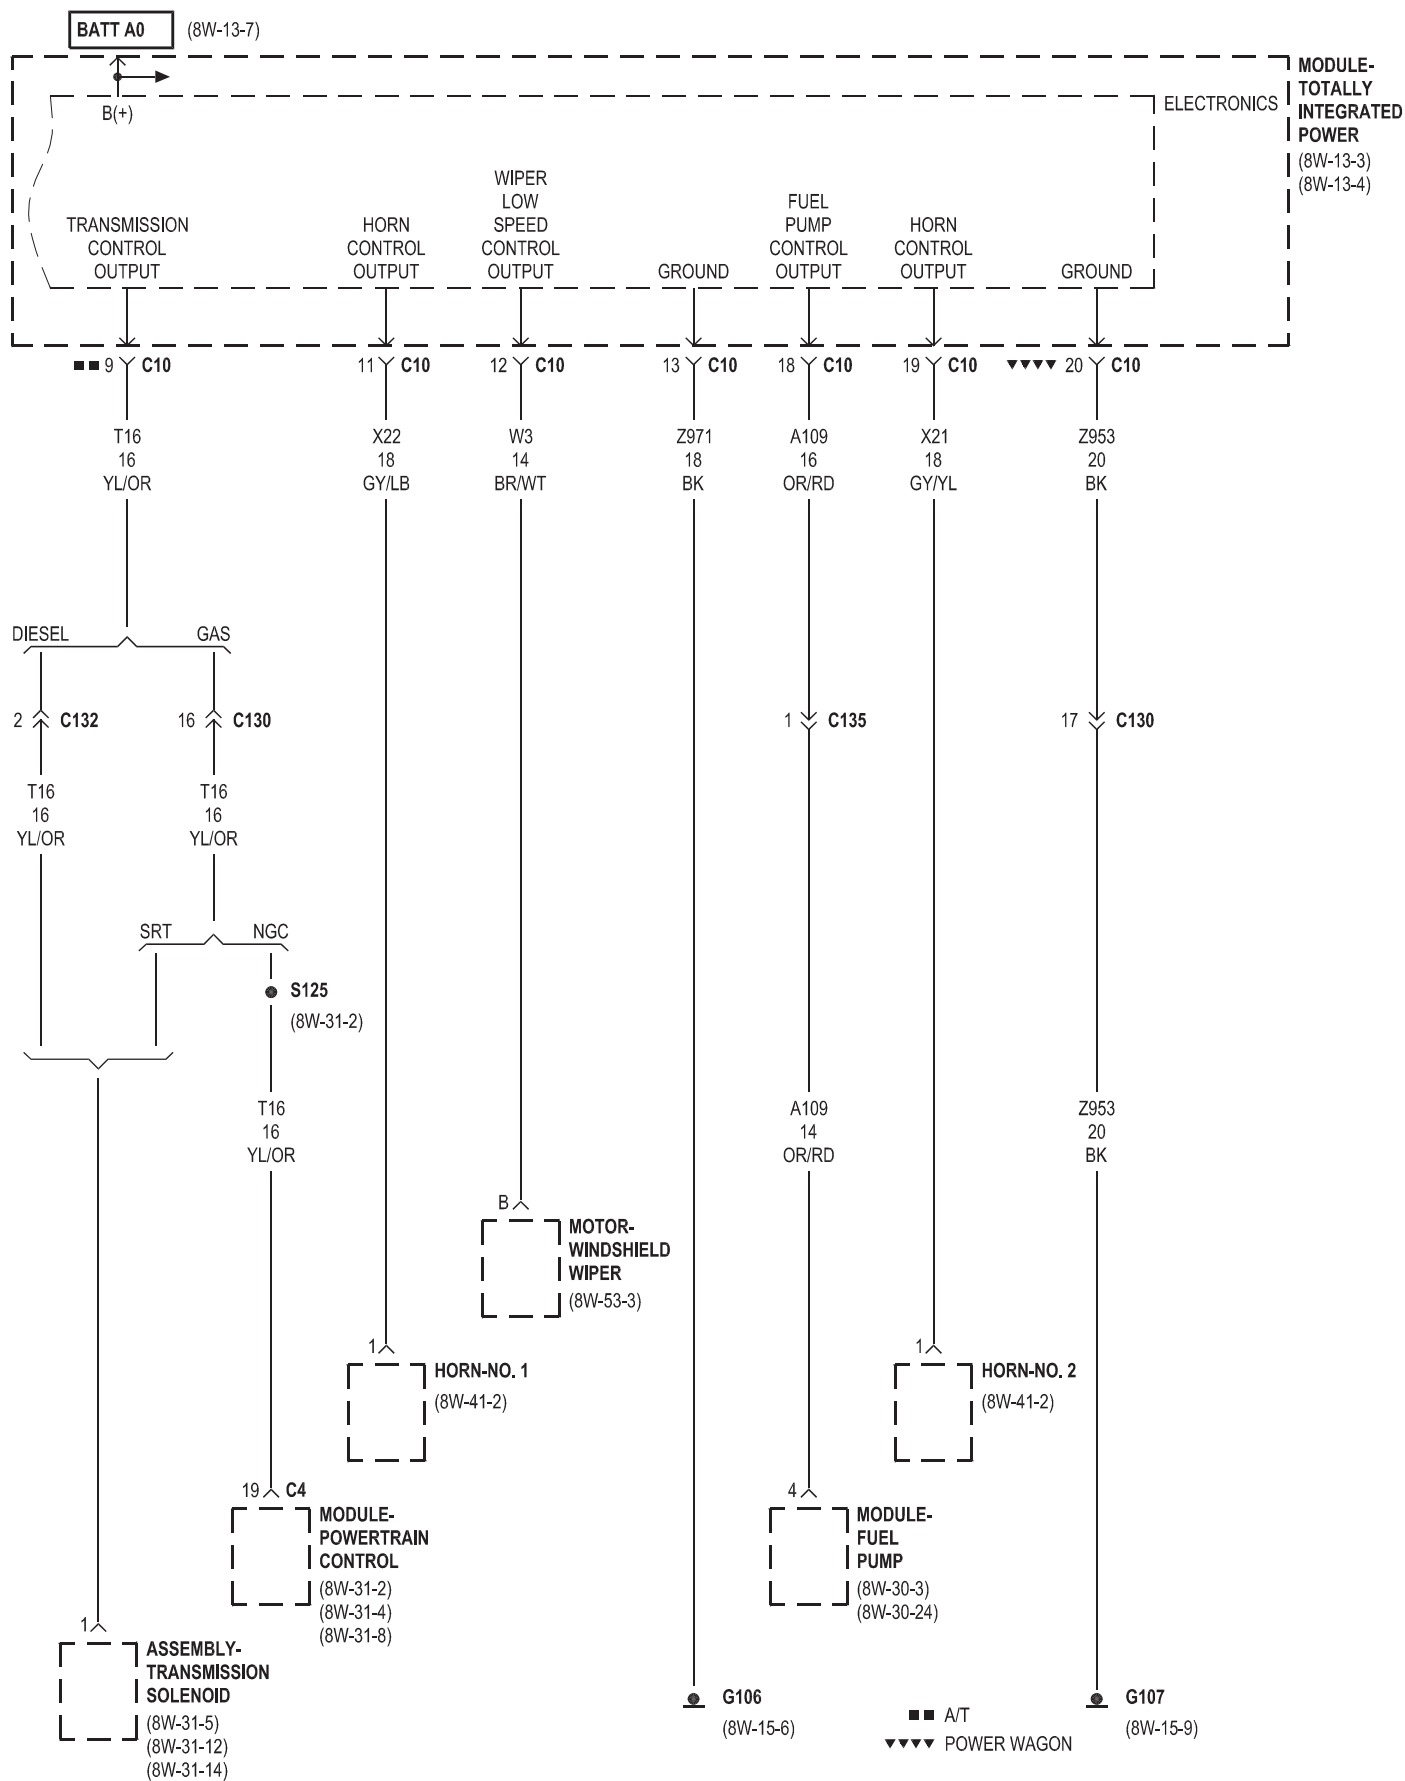 BATT A0 (8W-13-7)
MODULE-
TOTALLY
INTEGRATED
POWER
(8W-13-3)
(8W-13-4)
ELECTRONICS
B(+)
TRANSMISSION
CONTROL
OUTPUT
HORN
CONTROL
OUTPUT
WIPER
LOW
SPEED
CONTROL
OUTPUT
GROUND
FUEL
PUMP
CONTROL
OUTPUT
HORN
CONTROL
OUTPUT
GROUND
9 C10
11 C10
12 C10
13 C10
18 C10
19 C10
20 C10
T16
16
YL/OR
X22
18
GY/LB
W3
14
BR/WT
Z971
18
BK
A109
16
OR/RD
X21
18
GY/YL
Z953
20
BK
DIESEL
GAS
2 C132
16 C130
1 C135
17 C130
T16
16
YL/OR
T16
16
YL/OR
SRT
NGC
S125
(8W-31-2)
T16
16
YL/OR
A109
14
OR/RD
Z953
20
BK
B
MOTOR-
WINDSHIELD
WIPER
(8W-53-3)
1
HORN-NO. 1
(8W-41-2)
1
HORN-NO. 2
(8W-41-2)
19 C4
MODULE-
POWERTRAIN
CONTROL
(8W-31-2)
(8W-31-4)
(8W-31-8)
4
MODULE-
FUEL
PUMP
(8W-30-3)
(8W-30-24)
1
ASSEMBLY-
TRANSMISSION
SOLENOID
(8W-31-5)
(8W-31-12)
(8W-31-14)
G106
(8W-15-6)
G107
(8W-15-9)
A/T
POWER WAGON